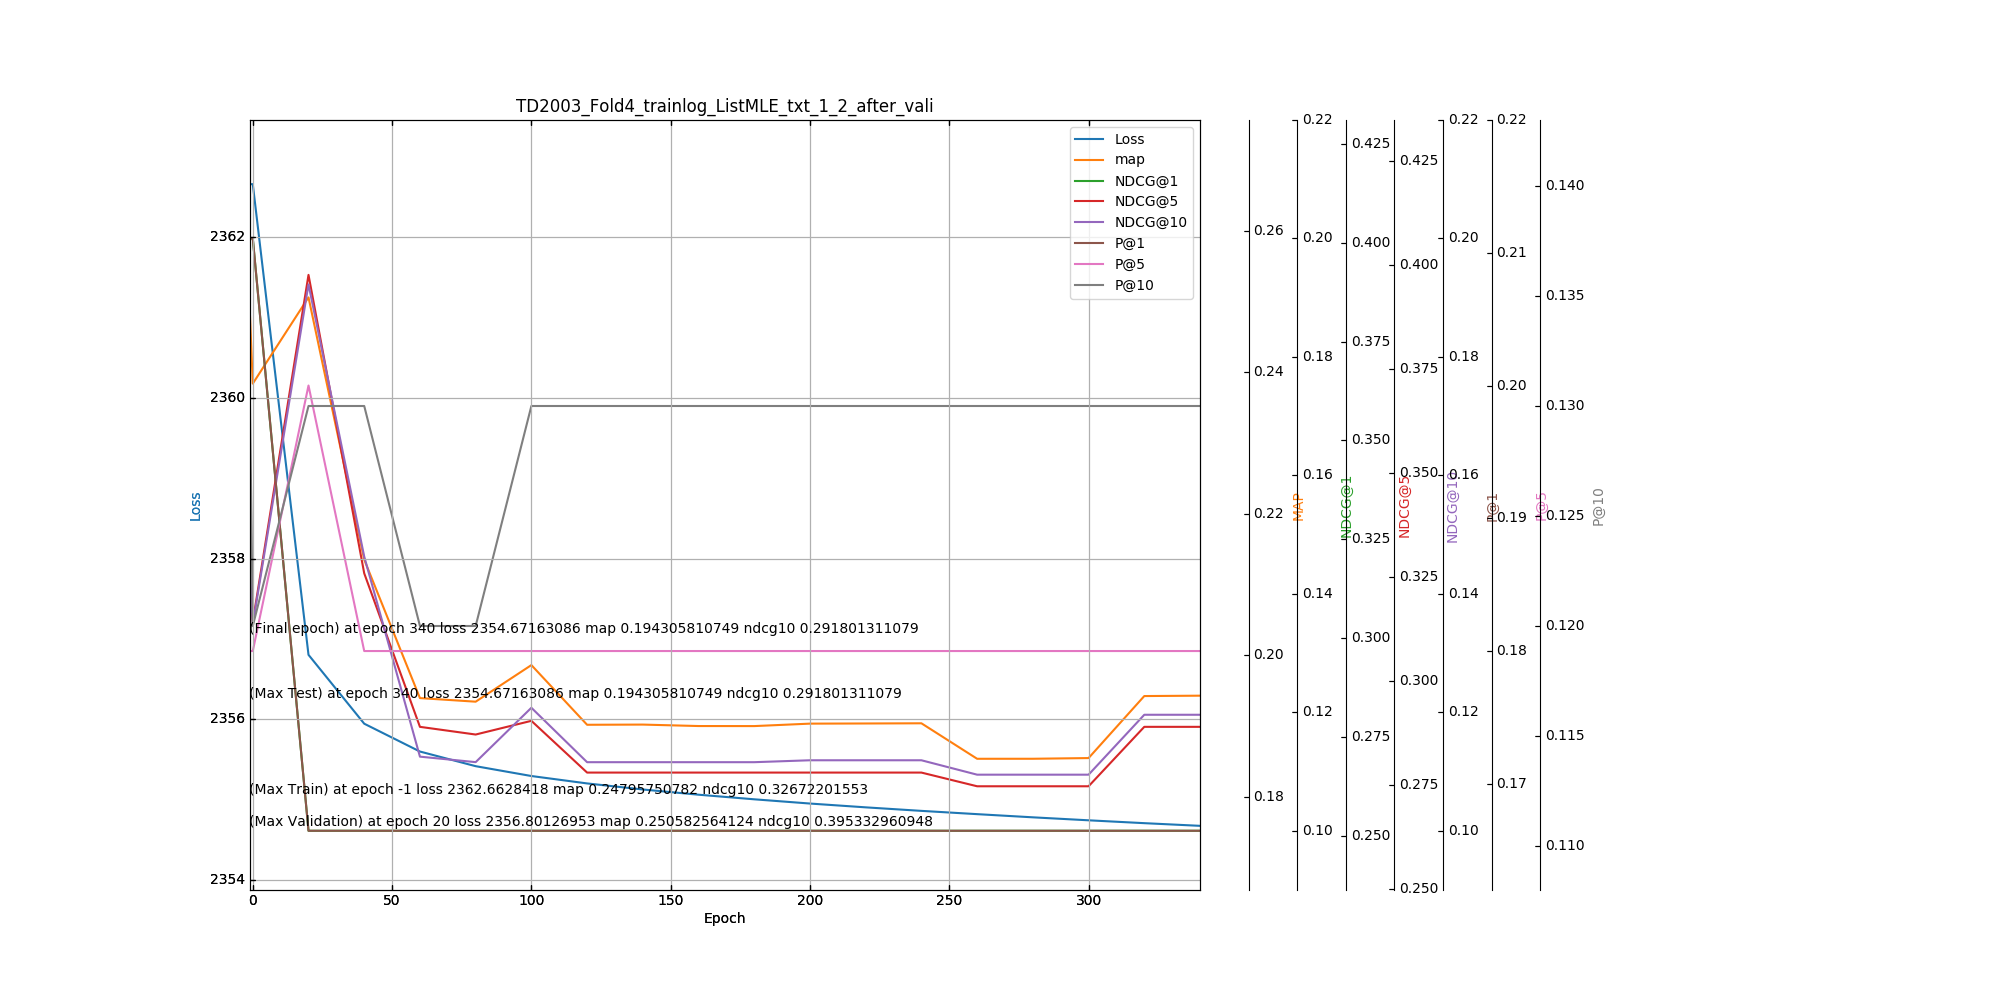 TD2003_Fold4_trainlog_ListMLE_txt_1_2_after_vali
Loss
map
NDCG@1
NDCG@5
NDCG@10
P@1
P@5
P@10
2362
2360
2358
2356
2354
Loss
(Final epoch) at epoch 340 loss 2354.67163086 map 0.194305810749 ndcg10 0.291801311079
(Max Test) at epoch 340 loss 2354.67163086 map 0.194305810749 ndcg10 0.291801311079
(Max Train) at epoch -1 loss 2362.6628418 map 0.24795750782 ndcg10 0.32672201553
(Max Validation) at epoch 20 loss 2356.80126953 map 0.250582564124 ndcg10 0.395332960948
0 50 100 150 200 250 300
Epoch
0.26
0.24
0.22
0.20
0.18
MAP
0.22
0.20
0.18
0.16
0.14
0.12
0.10
NDCG@1
0.425
0.400
0.375
0.350
0.325
0.300
0.275
0.250
NDCG@5
0.425
0.400
0.375
0.350
0.325
0.300
0.275
0.250
NDCG@10
0.22
0.20
0.18
0.16
0.14
0.12
0.10
P@1
0.22
0.21
0.20
0.19
0.18
0.17
P@5
0.140
0.135
0.130
0.125
0.120
0.115
0.110
P@10